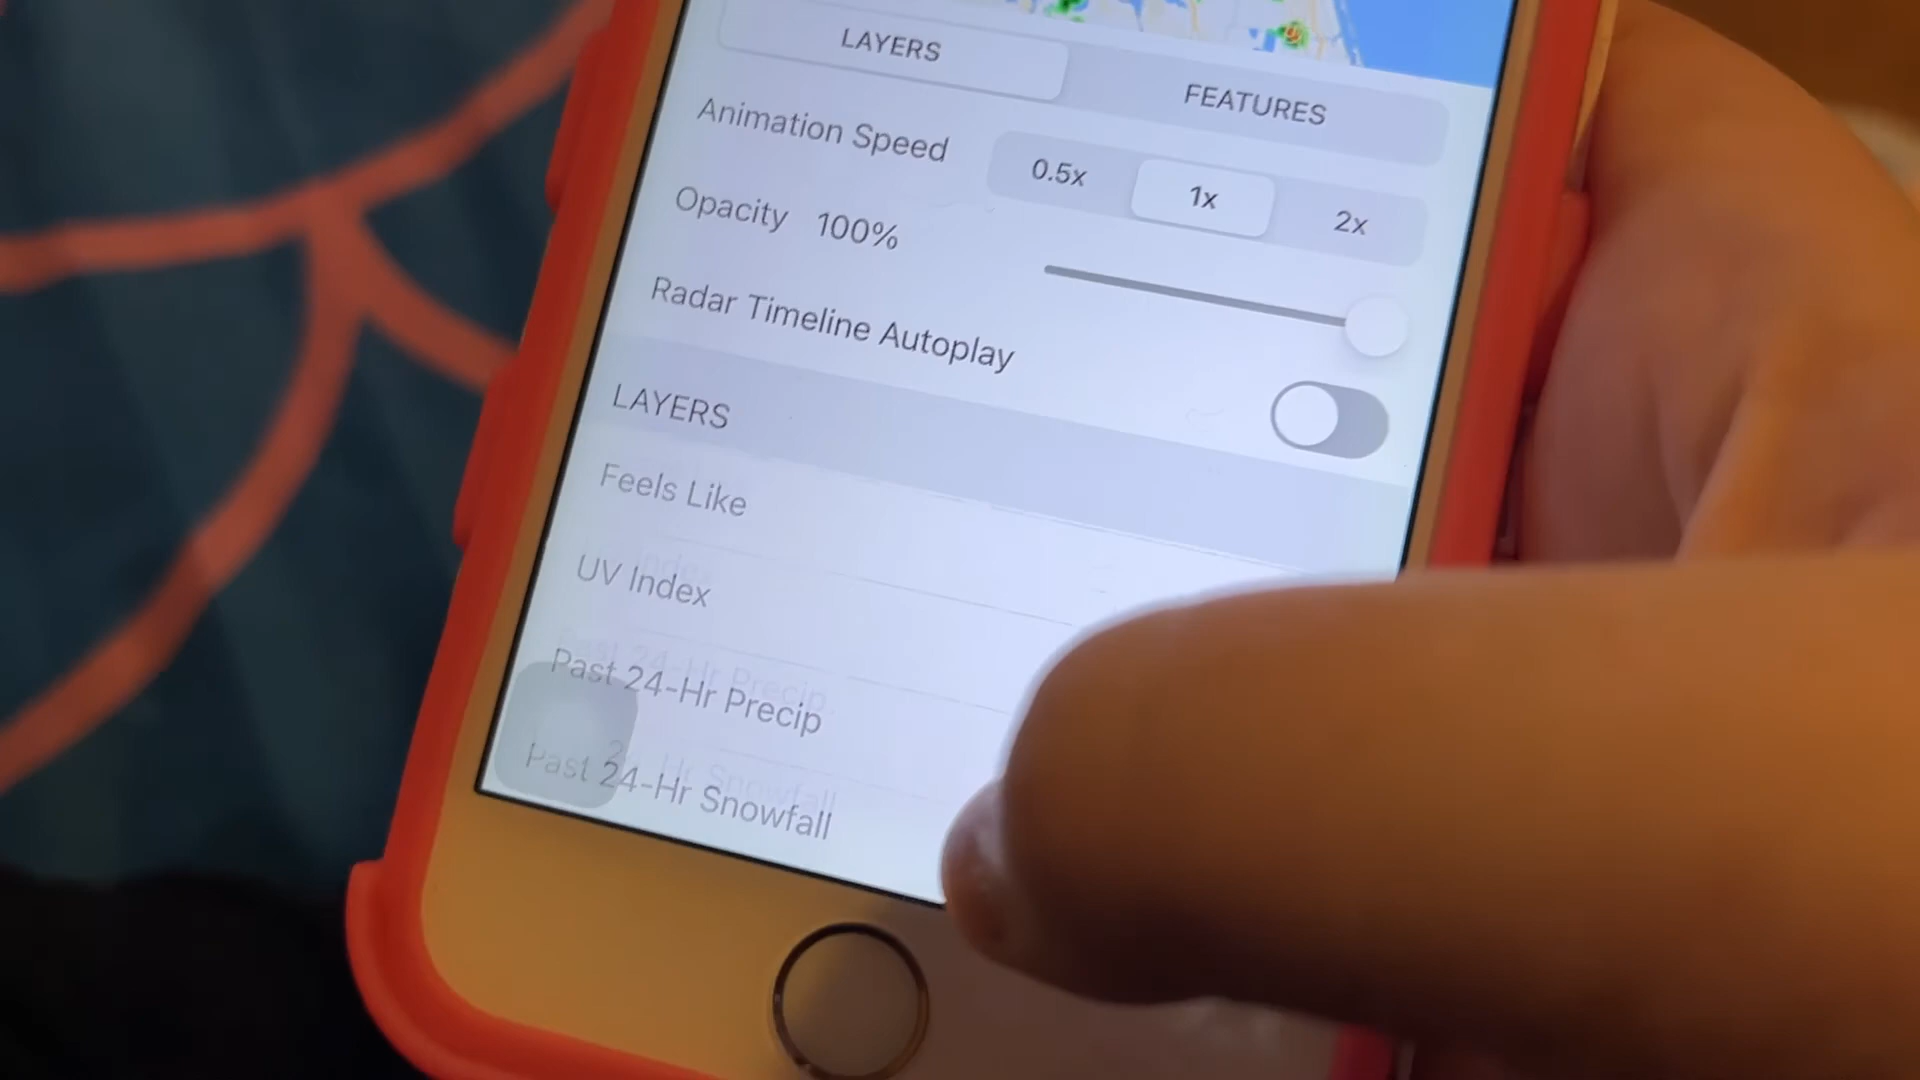 LAYERS FEATURES
Animation Speed 0.5x 1x 2x
Opacity 100%
Radar Timeline Autoplay
LAYERS
Feels Like
UV Index
Past 24-Hr Precip
Past 24-Hr Snowfall